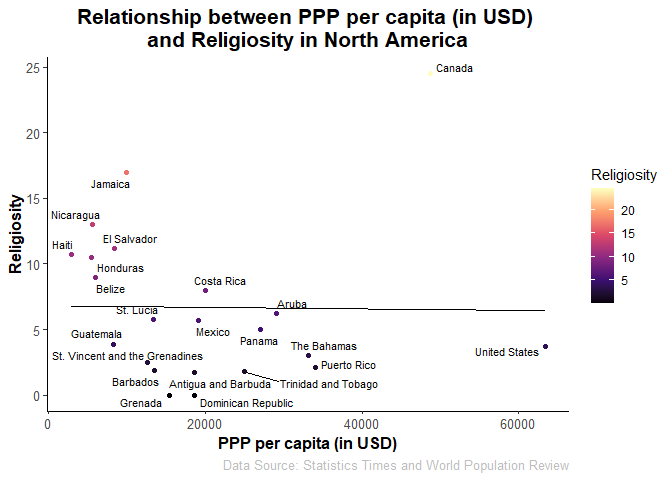 Relationship between PPP per capita (in USD)
and Religiosity in North America
25
20
15
10
5
0
Religiosity
Canada
Jamaica
Nicaragua
El Salvador
Haiti
Honduras
Belize
Costa Rica
Aruba
St. Lucia
Mexico
Guatemala
Panama
The Bahamas
United States
St. Vincent and the Grenadines
Puerto Rico
Barbados
Antigua and Barbuda
Trinidad and Tobago
Grenada
Dominican Republic
0
20000
40000
60000
PPP per capita (in USD)
Data Source: Statistics Times and World Population Review
Religiosity
20
15
10
5